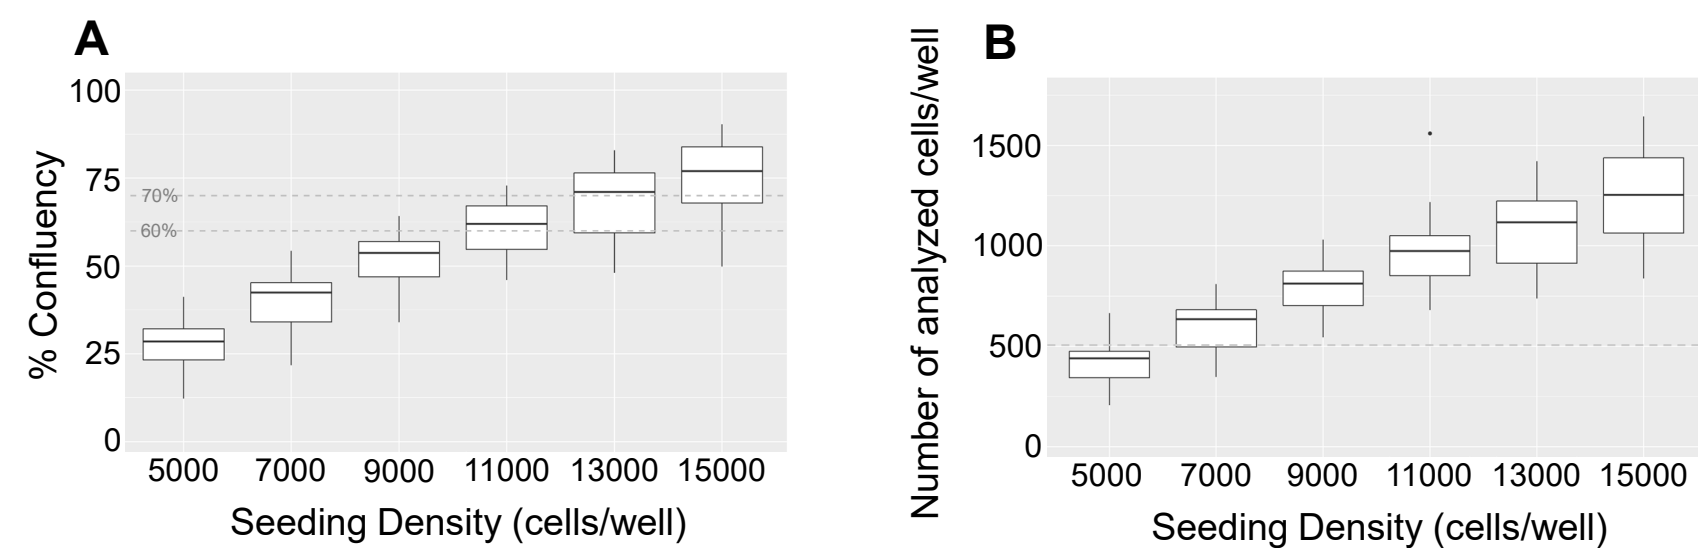 A
% Confluency
100
75
70%
60%
50
25
0
5000 7000 9000 11000 13000 15000
Seeding Density (cells/well)
B
Number of analyzed cells/well
1500
1000
500
0
5000 7000 9000 11000 13000 15000
Seeding Density (cells/well)